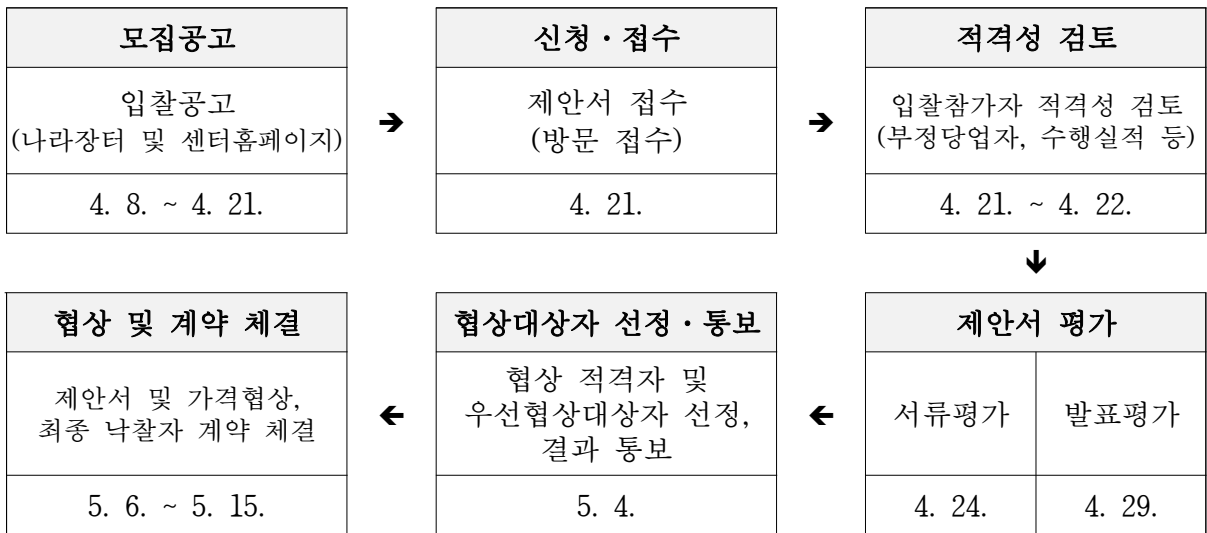 모집공고
입찰공고
(나라장터 및 센터홈페이지)
4. 8. ~ 4. 21.
➔
신청・접수
제안서 접수
(방문 접수)
4. 21.
➔
적격성 검토
입찰참가자 적격성 검토
(부정당업자, 수행실적 등)
4. 21. ~ 4. 22.
🡻
제안서 평가
서류평가
발표평가
4. 24.
4. 29.
🡸
협상대상자 선정・통보
협상 적격자 및
우선협상대상자 선정,
결과 통보
5. 4.
🡸
협상 및 계약 체결
제안서 및 가격협상,
최종 낙찰자 계약 체결
5. 6. ~ 5. 15.